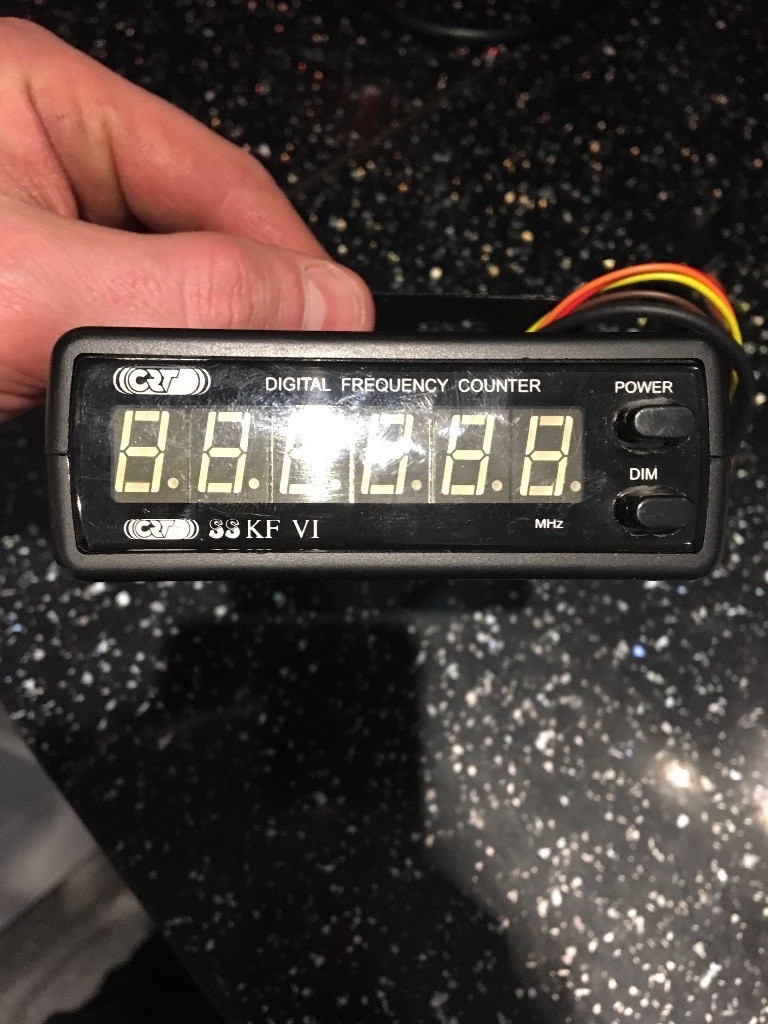 CRT
DIGITAL FREQUENCY COUNTER
POWER
DIM
CRT SS KF VI
MHz